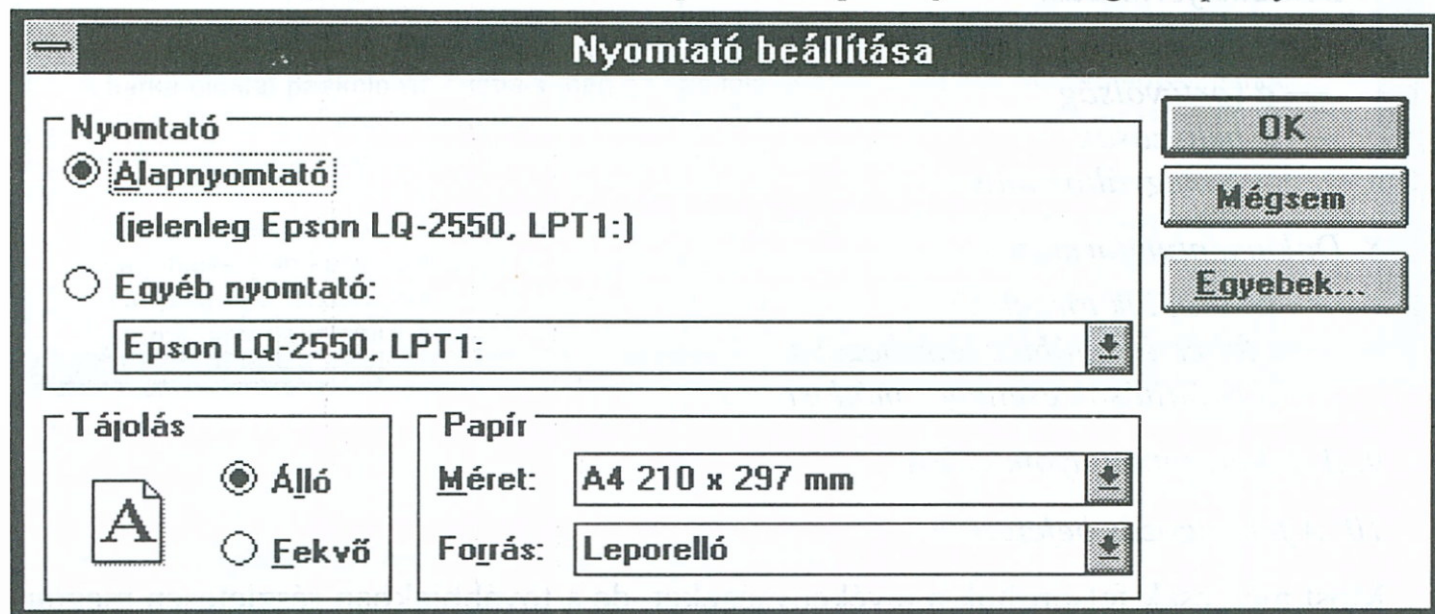 Nyomtató beállítása
Nyomtató
Alapnyomtató
(jelenleg Epson LQ-2550, LPT1:)
Egyéb nyomtató:
Epson LQ-2550, LPT1:
OK
Mégsem
Egyebek...
Tájolás
A
Álló
Fekvő
Papír
Méret: A4 210 x 297 mm
Forrás: Leporelló